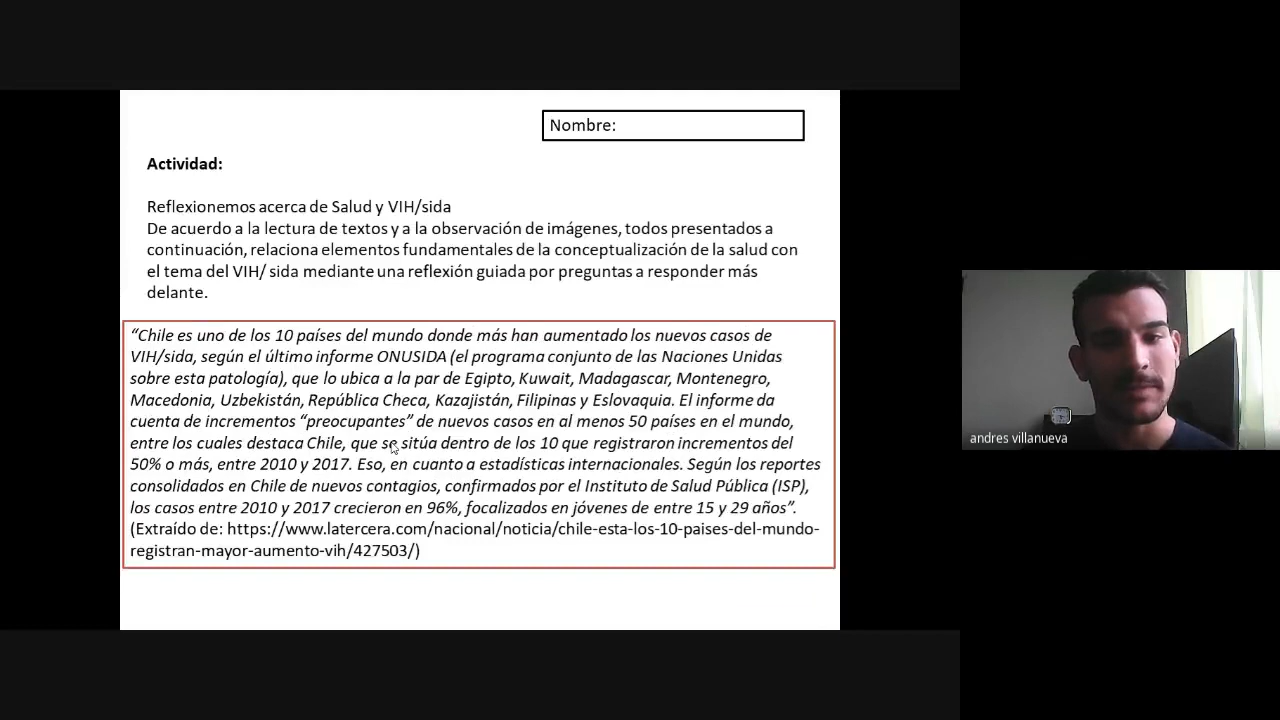 Nombre:
Actividad:
Reflexionemos acerca de Salud y VIH/sida
De acuerdo a la lectura de textos y a la observación de imágenes, todos presentados a
continuación, relaciona elementos fundamentales de la conceptualización de la salud con
el tema del VIH/ sida mediante una reflexión guiada por preguntas a responder más
delante.
“Chile es uno de los 10 países del mundo donde más han aumentado los nuevos casos de
VIH/sida, según el último informe ONUSIDA (el programa conjunto de las Naciones Unidas
sobre esta patología), que lo ubica a la par de Egipto, Kuwait, Madagascar, Montenegro,
Macedonia, Uzbekistán, República Checa, Kazajistán, Filipinas y Eslovaquia. El informe da
cuenta de incrementos “preocupantes” de nuevos casos en al menos 50 países en el mundo,
entre los cuales destaca Chile, que se sitúa dentro de los 10 que registraron incrementos del
50% o más, entre 2010 y 2017. Eso, en cuanto a estadísticas internacionales. Según los reportes
consolidados en Chile de nuevos contagios, confirmados por el Instituto de Salud Pública (ISP),
los casos entre 2010 y 2017 crecieron en 96%, focalizados en jóvenes de entre 15 y 29 años”.
(Extraído de: https://www.latercera.com/nacional/noticia/chile-esta-los-10-paises-del-mundo-
registran-mayor-aumento-vih/427503/)
andres villanueva